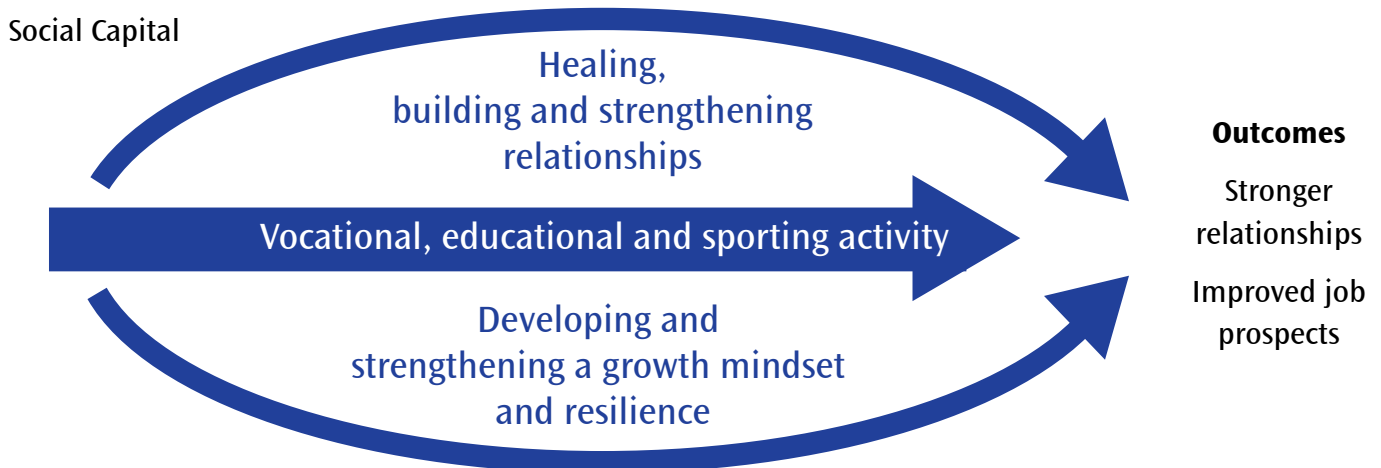 Social Capital
Healing,
building and strengthening
relationships
Vocational, educational and sporting activity
Developing and
strengthening a growth mindset
and resilience
Outcomes
Stronger
relationships
Improved job
prospects